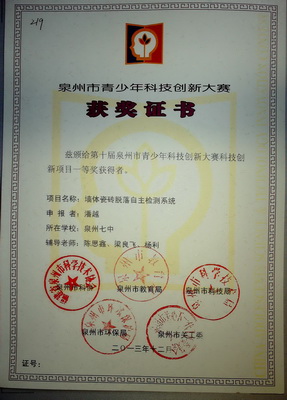 219
泉州市青少年科技创新大赛
获奖证书
兹颁给第十届泉州市青少年科技创新大赛科技创
新项目一等奖获得者。
项目名称：墙体瓷砖脱落自主检测系统
申 报 者：潘越
所在学校：泉州七中
辅导老师：陈恩鑫、梁良飞、杨利
泉州市科协 泉州市教育局 泉州市科技局
泉州市环保局 泉州市关工委
二〇一三年十二月
证号：